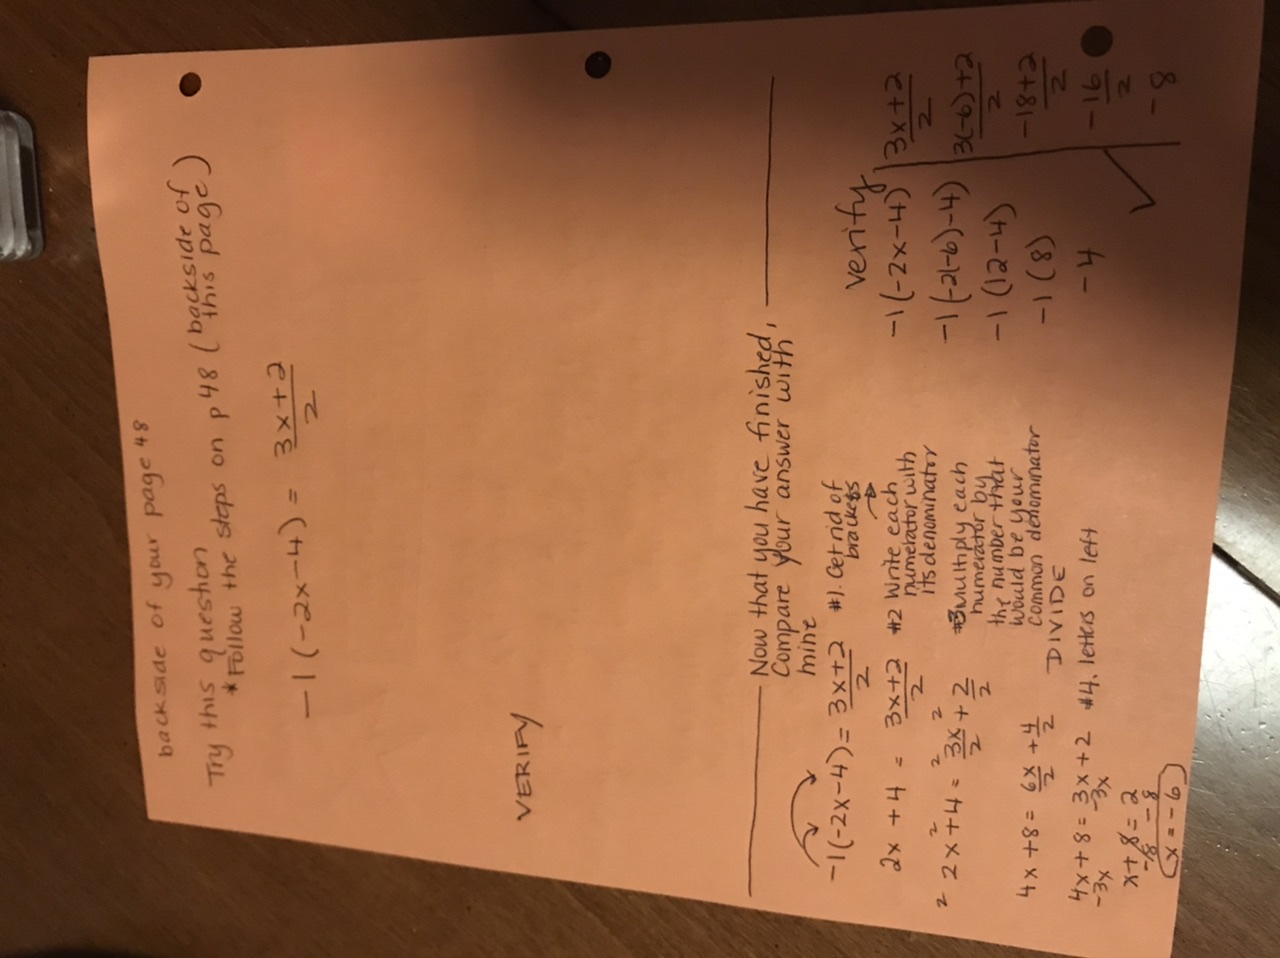 backside of your page 48
Try this question
*Follow the steps on p 48 (backside of this page)
-1(-2x-4) = 3x+2/2
VERIFY
Now that you have finished,
Compare your answer with
mine
-1(-2x-4) = 3x+2/2 #1. Get rid of brackets
2x + 4 = 3x+2/2 #2 Write each numerator with its denominator
2 2x 2 + 4 = 2 3x 2/2 + 2/2 #3 Multiply each numerator by the number that would be your common denominator
4x + 8 = 6x/2 + 4/2 DIVIDE
4x + 8 = 3x + 2 #4. letters on left
-3x -3x
x + 8 = 2
-8 -8
x = -6
verify
-1(-2x-4) | 3x+2/2
-1(-2(-6)-4) | 3(-6)+2/2
-1(12-4) | -18+2/2
-1(8) | -16/2
-4 | -8
✓